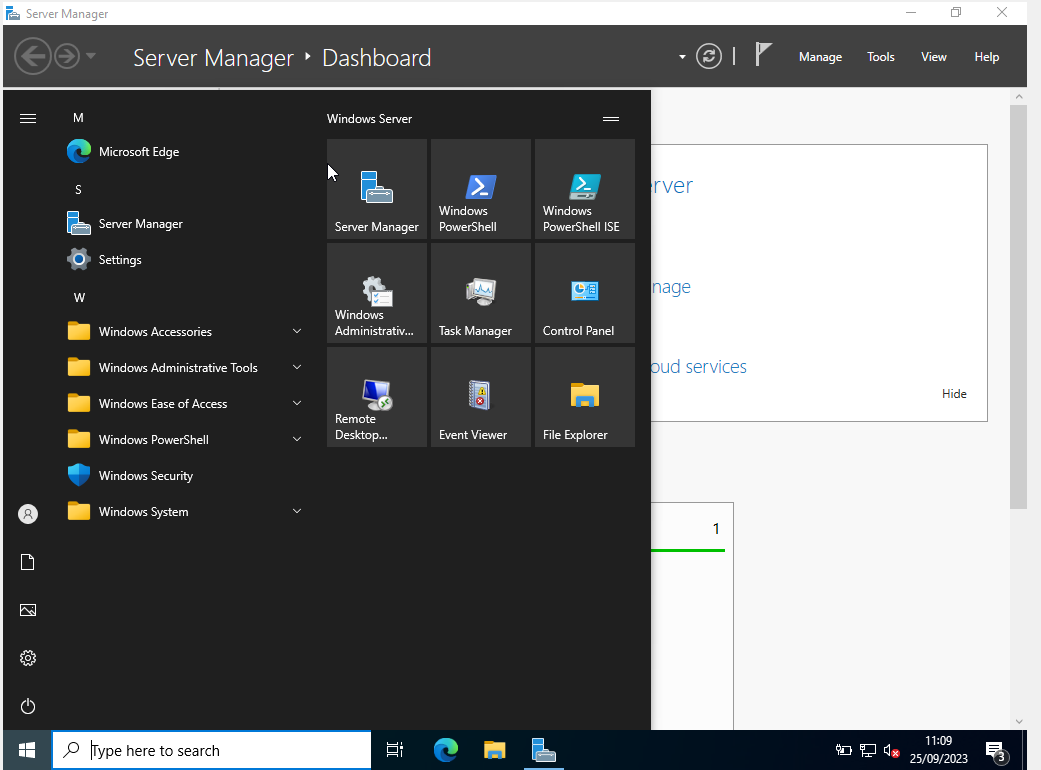 Server Manager
Server Manager ‣ Dashboard
Manage Tools View Help
M
Microsoft Edge
S
Server Manager
Settings
W
Windows Accessories
Windows Administrative Tools
Windows Ease of Access
Windows PowerShell
Windows Security
Windows System
Windows Server
Server Manager
Windows
PowerShell
Windows
PowerShell ISE
Windows
Administrativ...
Task Manager
Control Panel
Remote
Desktop...
Event Viewer
File Explorer
erver
nage
oud services
Hide
1
Type here to search
11:09
25/09/2023
3